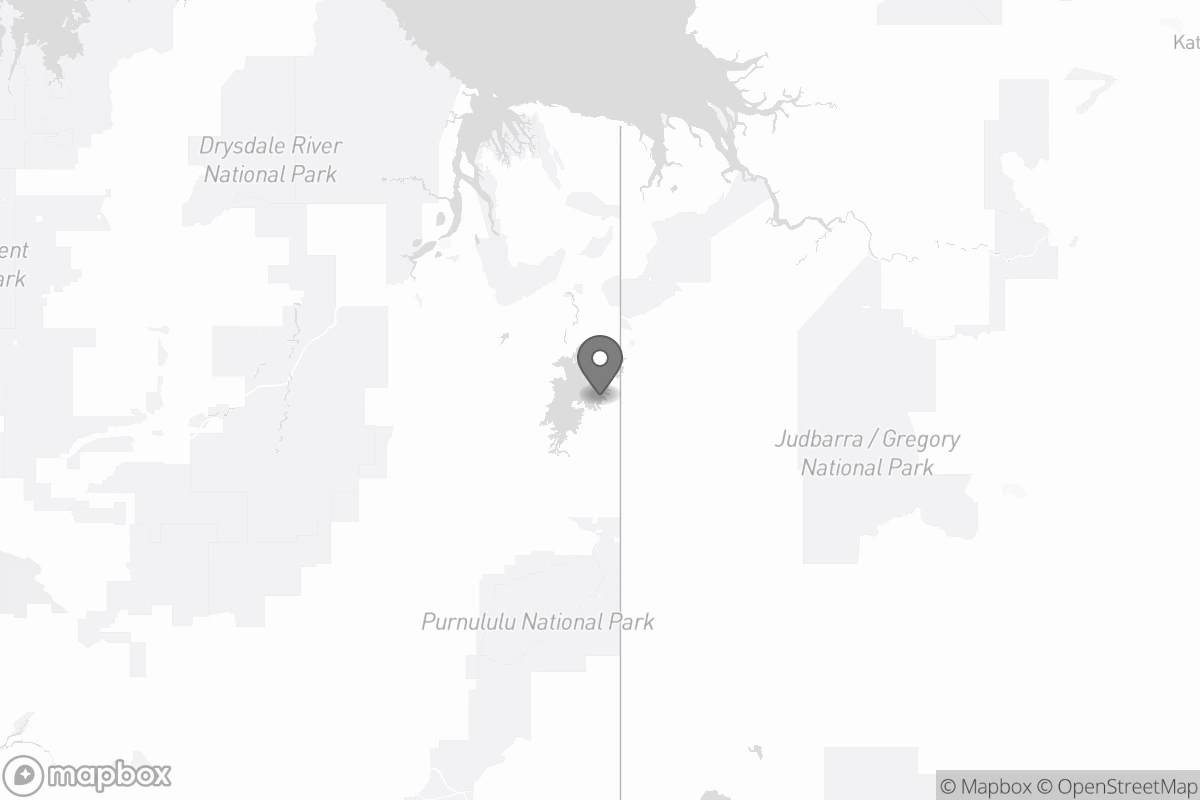 Kat
Drysdale River
National Park
ent
ark
Judbarra / Gregory
National Park
Purnululu National Park
mapbox
© Mapbox © OpenStreetMap